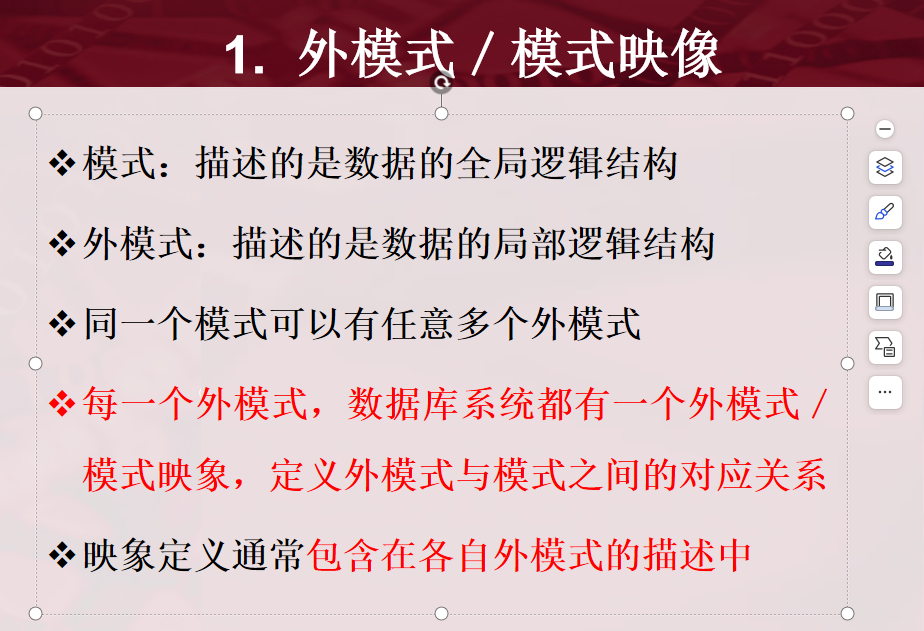 1. 外模式／模式映像
❖模式：描述的是数据的全局逻辑结构
❖外模式：描述的是数据的局部逻辑结构
❖同一个模式可以有任意多个外模式
❖每一个外模式，数据库系统都有一个外模式／
模式映象，定义外模式与模式之间的对应关系
❖映象定义通常包含在各自外模式的描述中